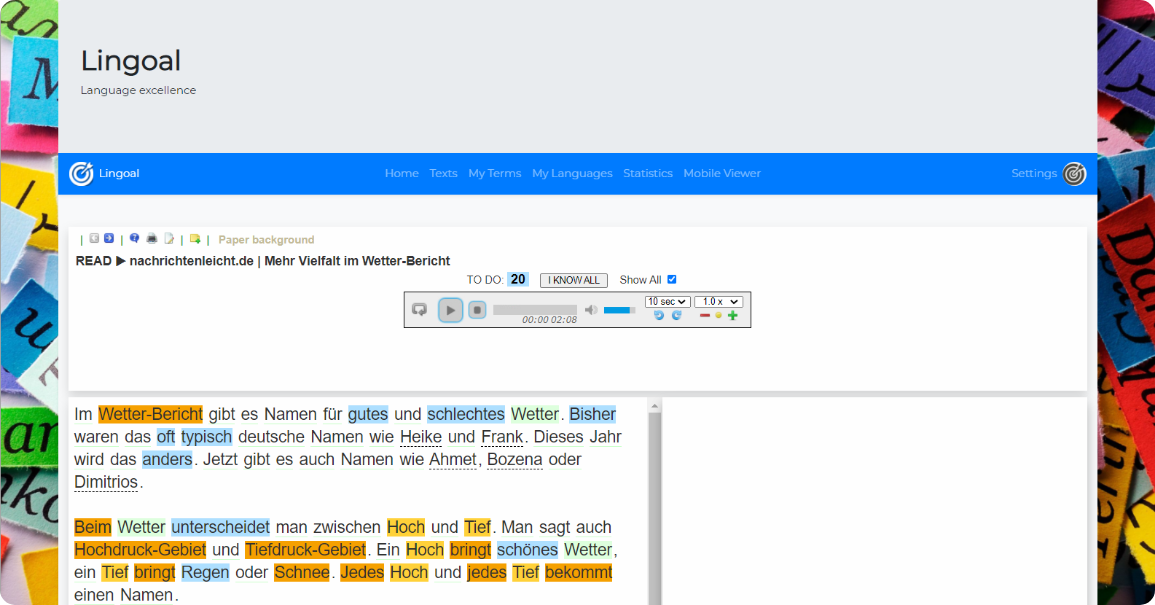 Lingoal
Language excellence
Lingoal Home Texts My Terms My Languages Statistics Mobile Viewer Settings
| | | | Paper background
READ ▶ nachrichtenleicht.de | Mehr Vielfalt im Wetter-Bericht
TO DO: 20 I KNOW ALL Show All
10 sec 1.0 x
00:00 02:08
Im Wetter-Bericht gibt es Namen für gutes und schlechtes Wetter. Bisher
waren das oft typisch deutsche Namen wie Heike und Frank. Dieses Jahr
wird das anders. Jetzt gibt es auch Namen wie Ahmet, Bozena oder
Dimitrios.
Beim Wetter unterscheidet man zwischen Hoch und Tief. Man sagt auch
Hochdruck-Gebiet und Tiefdruck-Gebiet. Ein Hoch bringt schönes Wetter,
ein Tief bringt Regen oder Schnee. Jedes Hoch und jedes Tief bekommt
einen Namen.